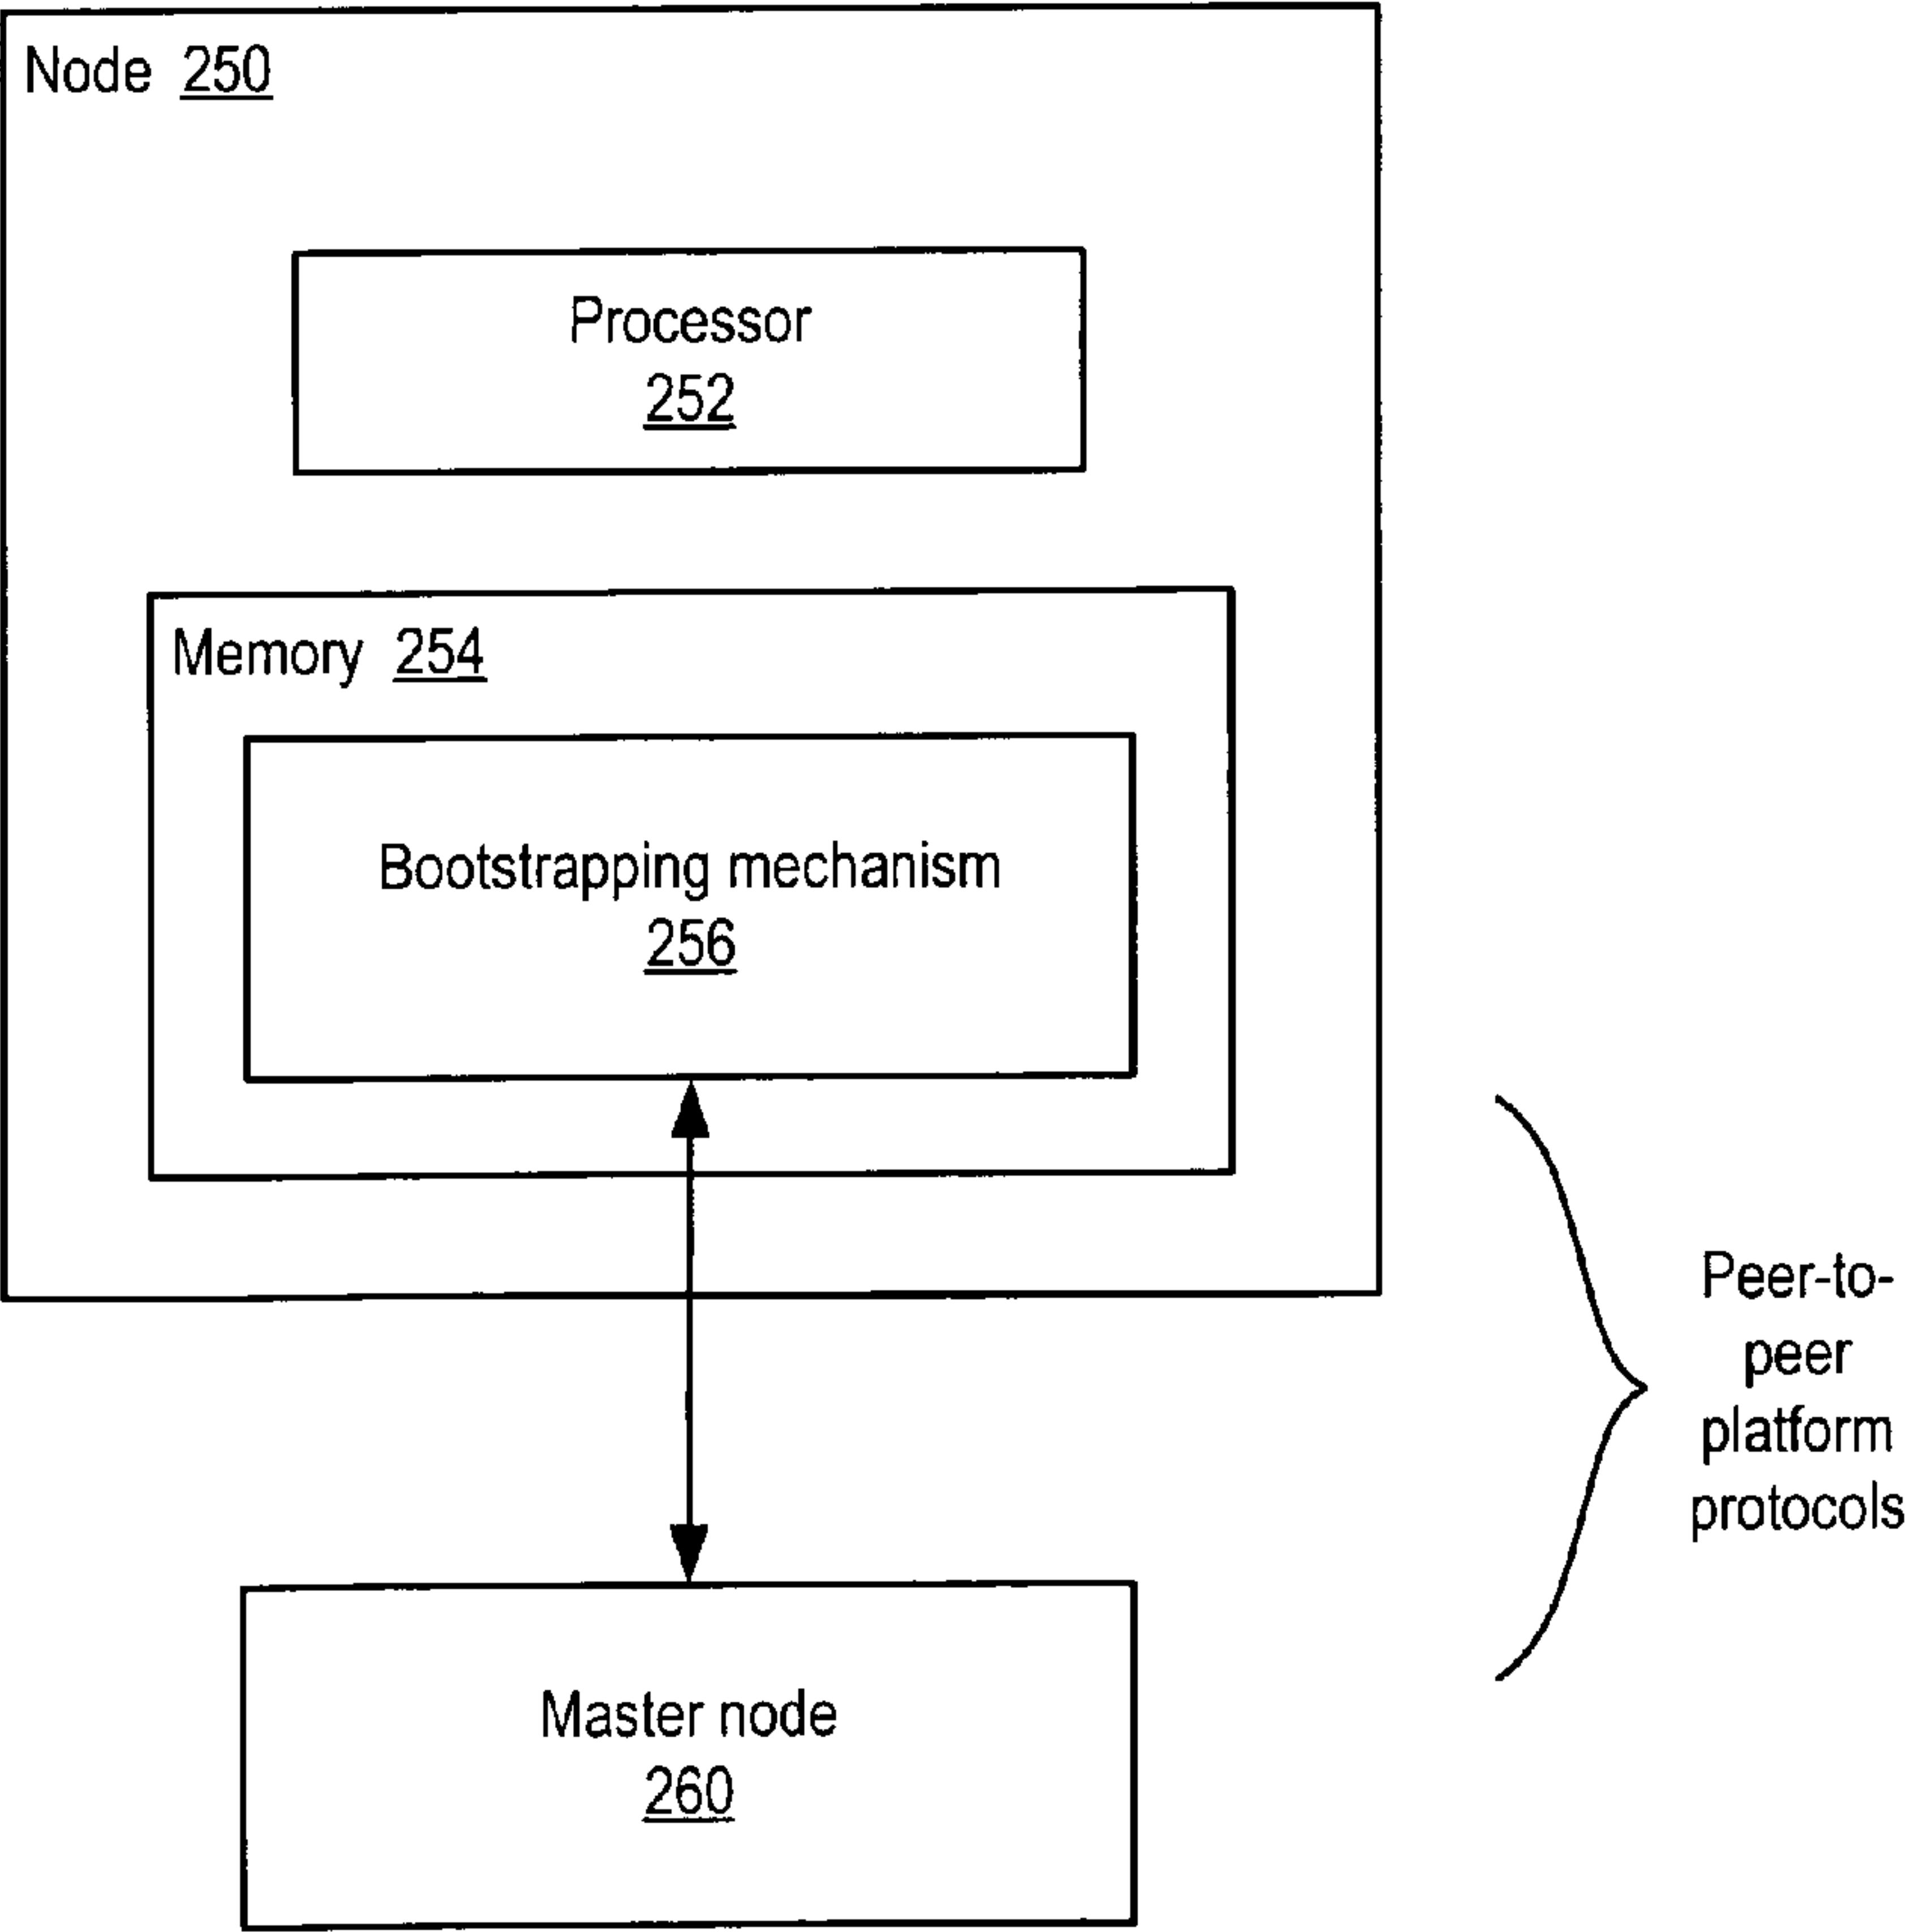 Node 250
Processor
252
Memory 254
Bootstrapping mechanism
256
Peer-to-
peer
platform
protocols
Master node
260